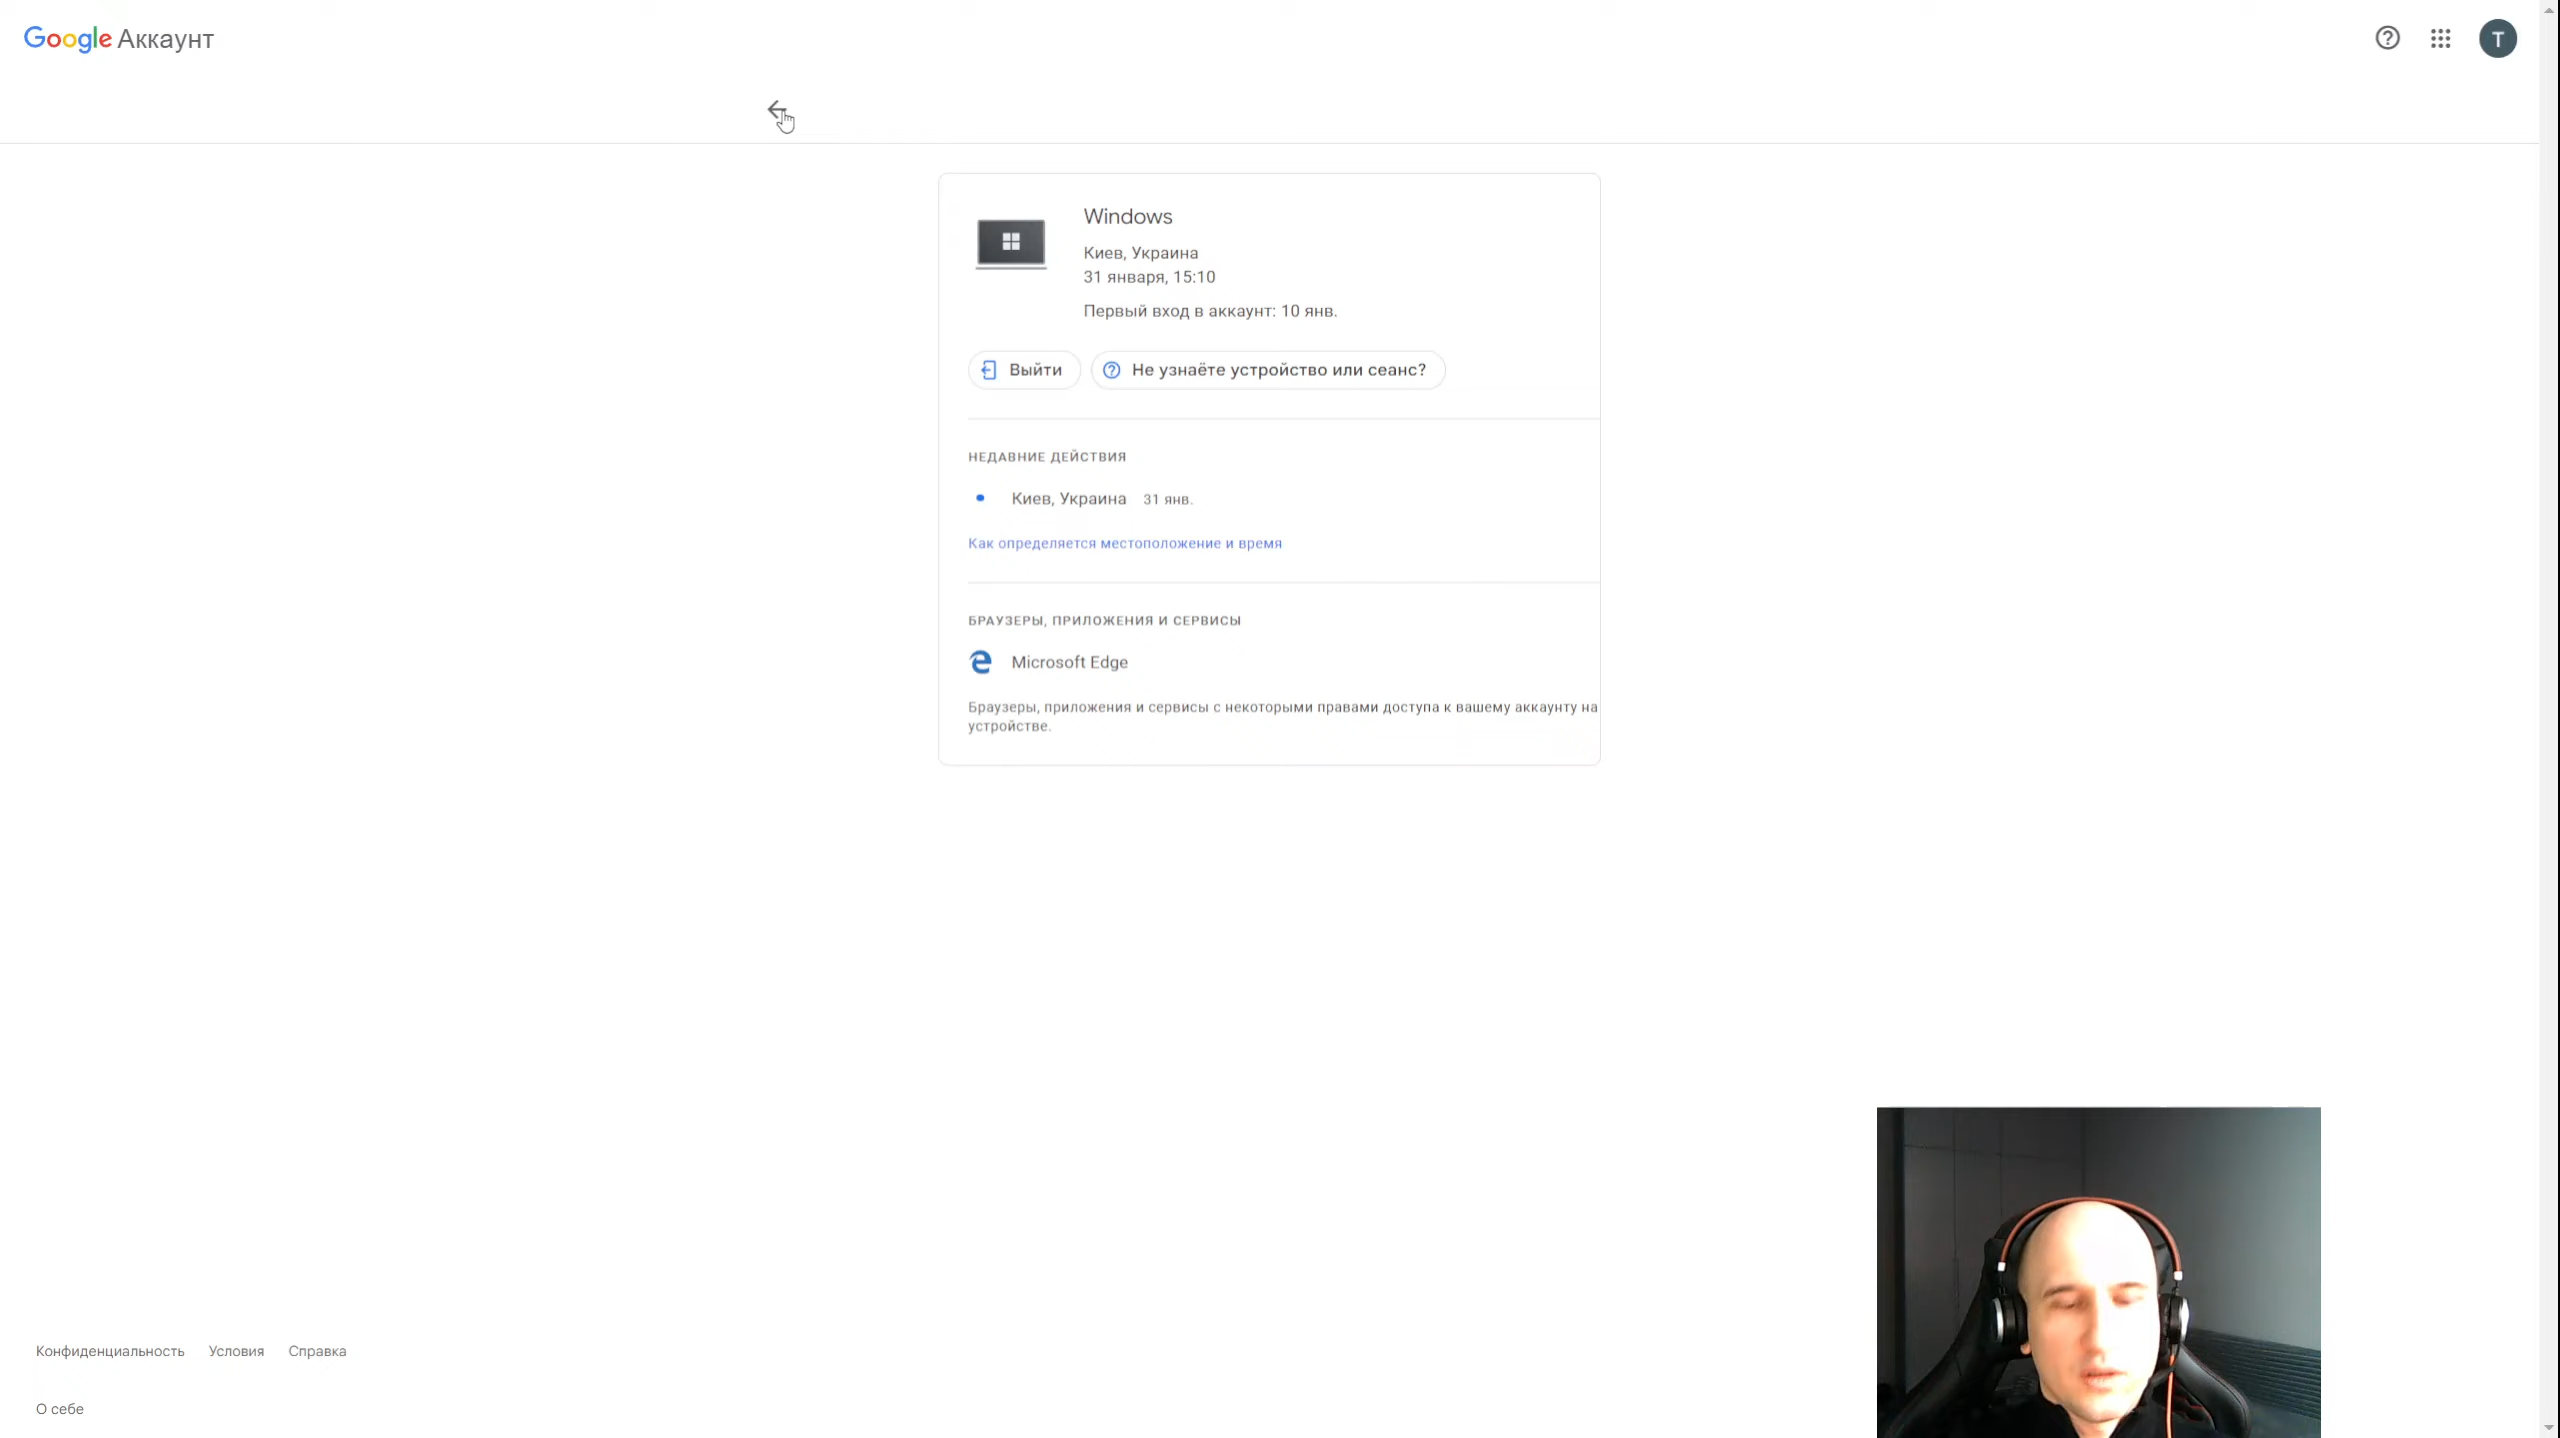 Google Аккаунт
T
Windows
Киев, Украина
31 января, 15:10
Первый вход в аккаунт: 10 янв.
Выйти
Не узнаёте устройство или сеанс?
НЕДАВНИЕ ДЕЙСТВИЯ
Киев, Украина 31 янв.
Как определяется местоположение и время
БРАУЗЕРЫ, ПРИЛОЖЕНИЯ И СЕРВИСЫ
Microsoft Edge
Браузеры, приложения и сервисы с некоторыми правами доступа к вашему аккаунту на
устройстве.
Конфиденциальность Условия Справка
О себе